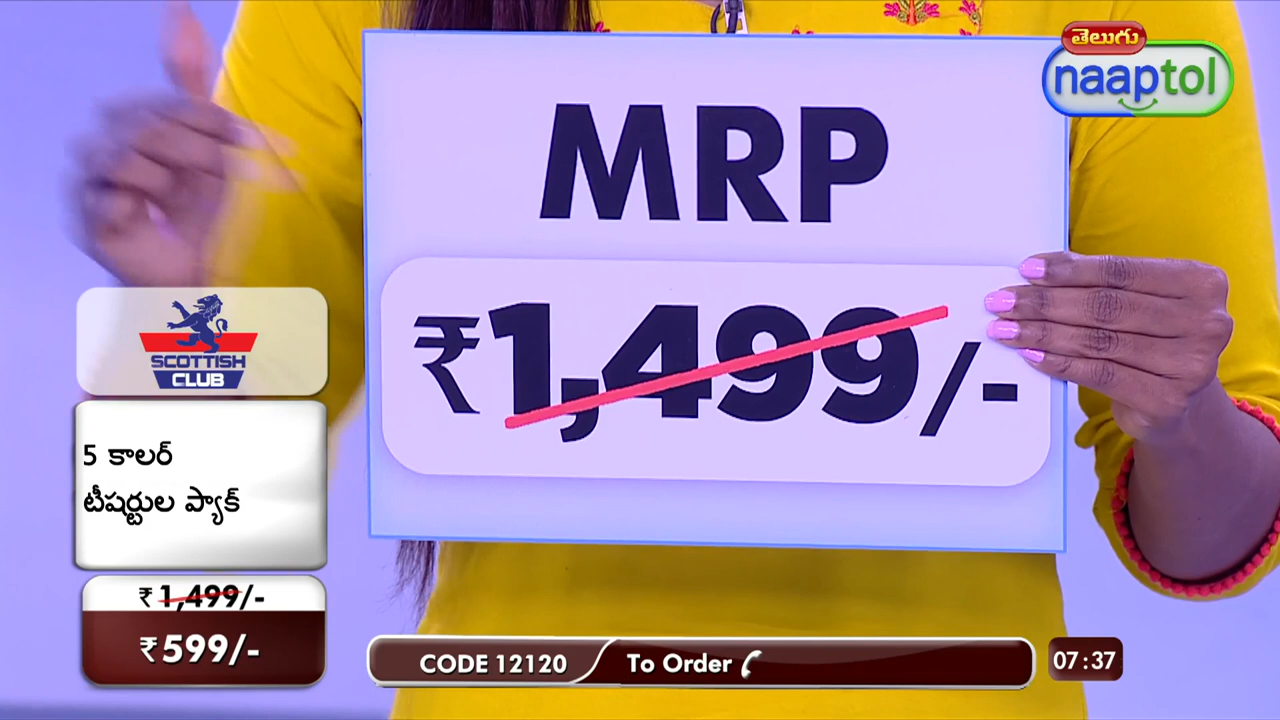 తెలుగు
naaptol
MRP
₹1,499/-
SCOTTISH
CLUB
5 కాలర్
టీషర్టుల ప్యాక్
₹1,499/-
₹599/-
CODE 12120
To Order
07:37